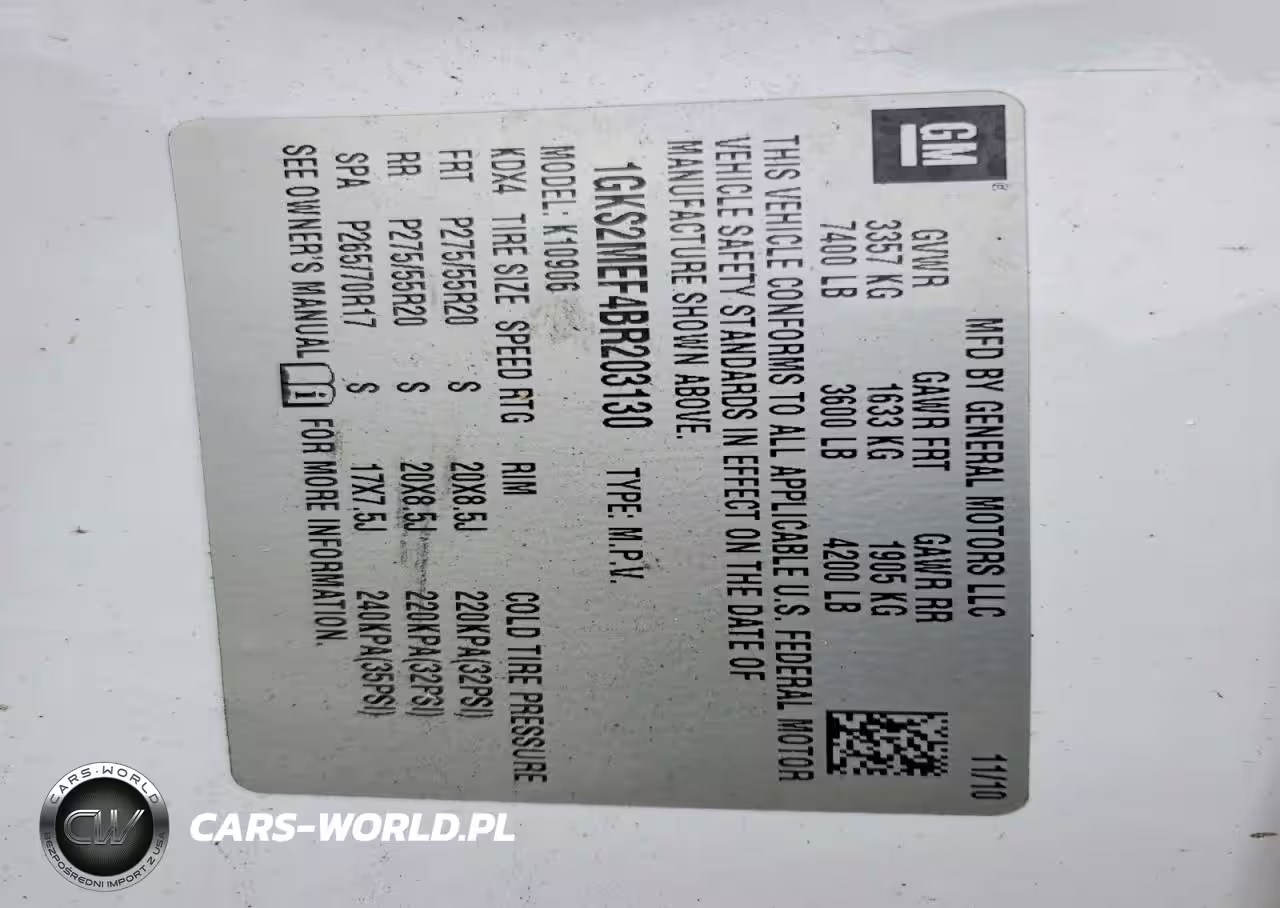 GM
®
MFD BY GENERAL MOTORS LLC 11/10
GVWR GAWR FRT GAWR RR
3357 KG 1633 KG 1905 KG
7400 LB 3600 LB 4200 LB
THIS VEHICLE CONFORMS TO ALL APPLICABLE U.S. FEDERAL MOTOR
VEHICLE SAFETY STANDARDS IN EFFECT ON THE DATE OF
MANUFACTURE SHOWN ABOVE.
1GKS2MEF4BR203130 TYPE: M.P.V.
MODEL: K10906
KDX4 TIRE SIZE SPEED RTG RIM COLD TIRE PRESSURE
FRT P275/55R20 S 20X8.5J 220KPA(32PSI)
RR P275/55R20 S 20X8.5J 220KPA(32PSI)
SPA P265/70R17 S 17X7.5J 240KPA(35PSI)
SEE OWNER'S MANUAL i FOR MORE INFORMATION.
CARS-WORLD
CW
BEZPOŚREDNI IMPORT Z USA
CARS-WORLD.PL